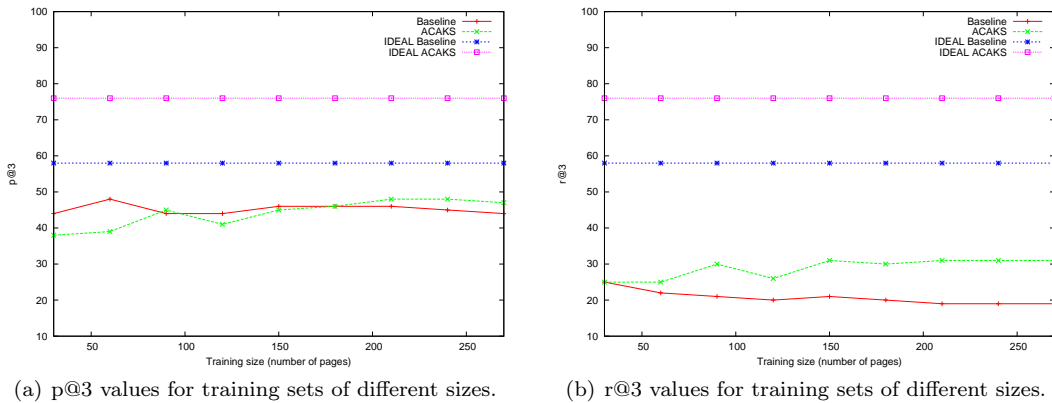 100
90
80
70
60
50
40
30
20
10
p@3
50 100 150 200 250
Training size (number of pages)
Baseline
ACAKS
IDEAL Baseline
IDEAL ACAKS
(a) p@3 values for training sets of different sizes.
100
90
80
70
60
50
40
30
20
10
r@3
50 100 150 200 250
Training size (number of pages)
Baseline
ACAKS
IDEAL Baseline
IDEAL ACAKS
(b) r@3 values for training sets of different sizes.